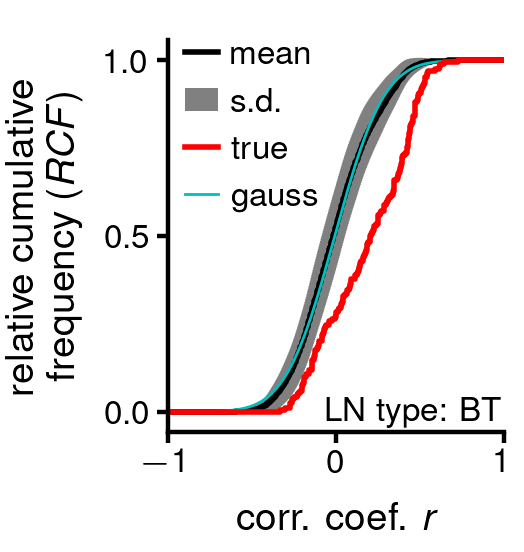 relative cumulative
frequency (RCF)
1.0
0.5
0.0
mean
s.d.
true
gauss
LN type: BT
−1
0
1
corr. coef. r